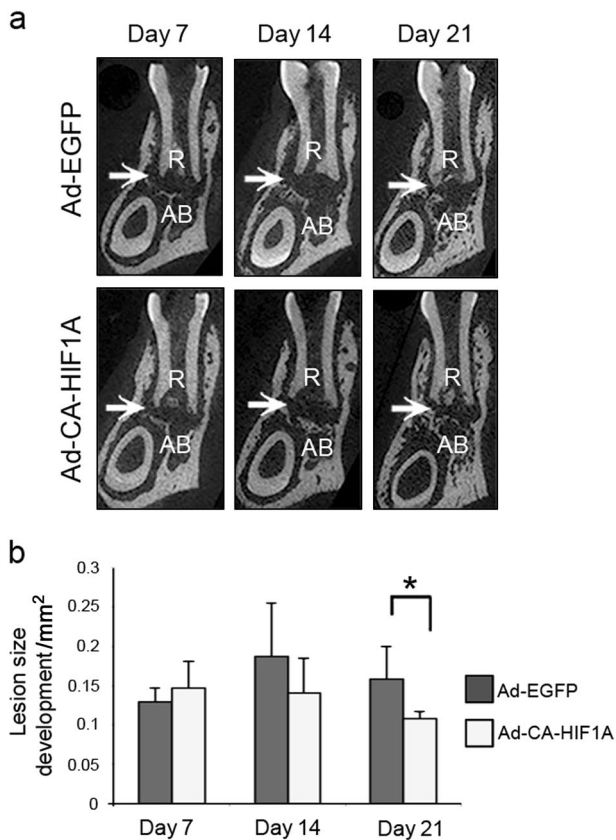 a
Day 7 Day 14 Day 21
Ad-EGFP
R
AB
R
AB
R
AB
Ad-CA-HIF1A
R
AB
R
AB
R
AB
b
Lesion size
development/mm²
0.3
0.2
0.15
0.1
0.05
0
*
Ad-EGFP
Ad-CA-HIF1A
Day 7 Day 14 Day 21